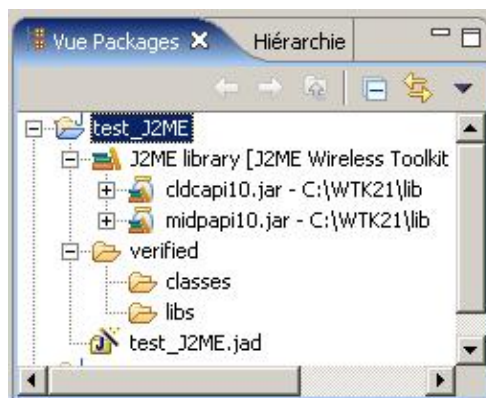 Vue Packages Hiérarchie
test_J2ME
J2ME library [J2ME Wireless Toolkit
cldcapi10.jar - C:\WTK21\lib
midpapi10.jar - C:\WTK21\lib
verified
classes
libs
test_J2ME.jad